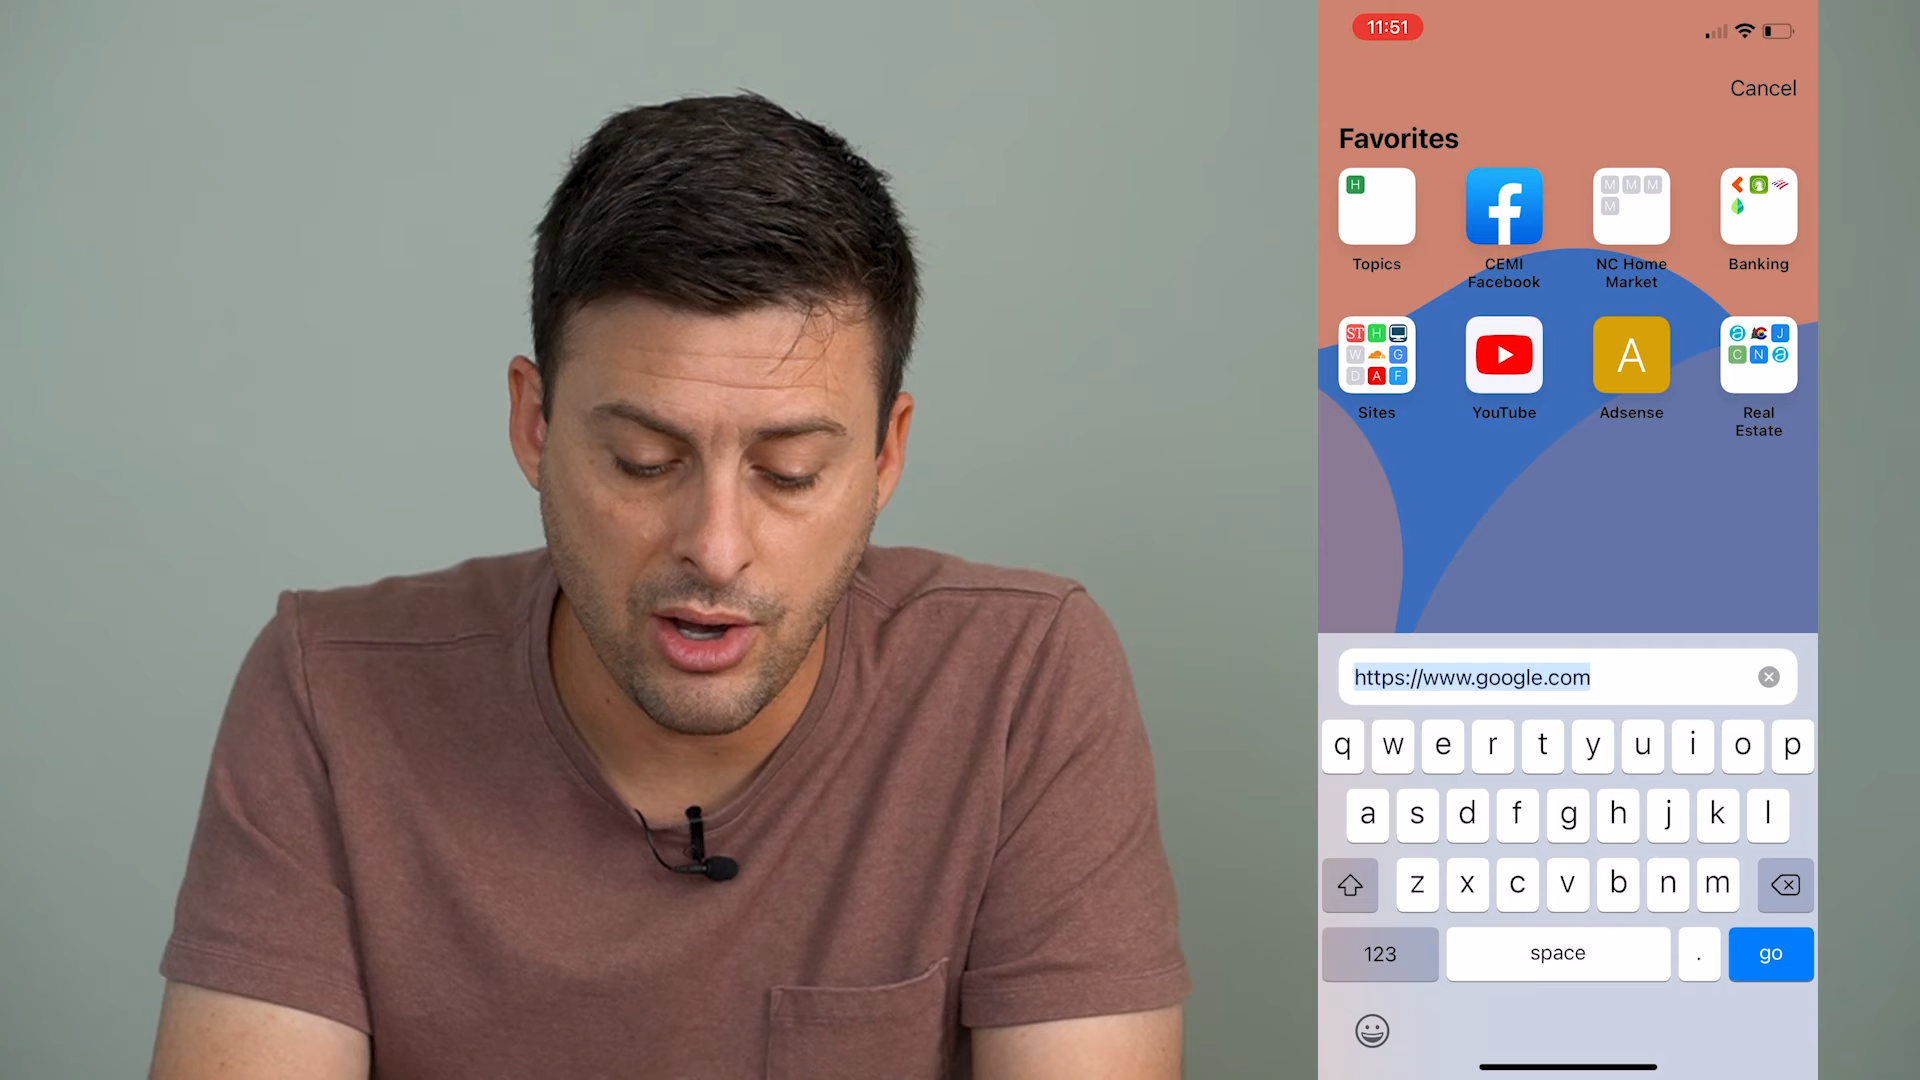 11:51
Cancel
Favorites
H
M M M
M
Topics
CEMI
Facebook
NC Home
Market
Banking
ST H
W G
D A F
A
J
C N
Sites
YouTube
Adsense
Real
Estate
https://www.google.com
q w e r t y u i o p
a s d f g h j k l
z x c v b n m
123 space . go